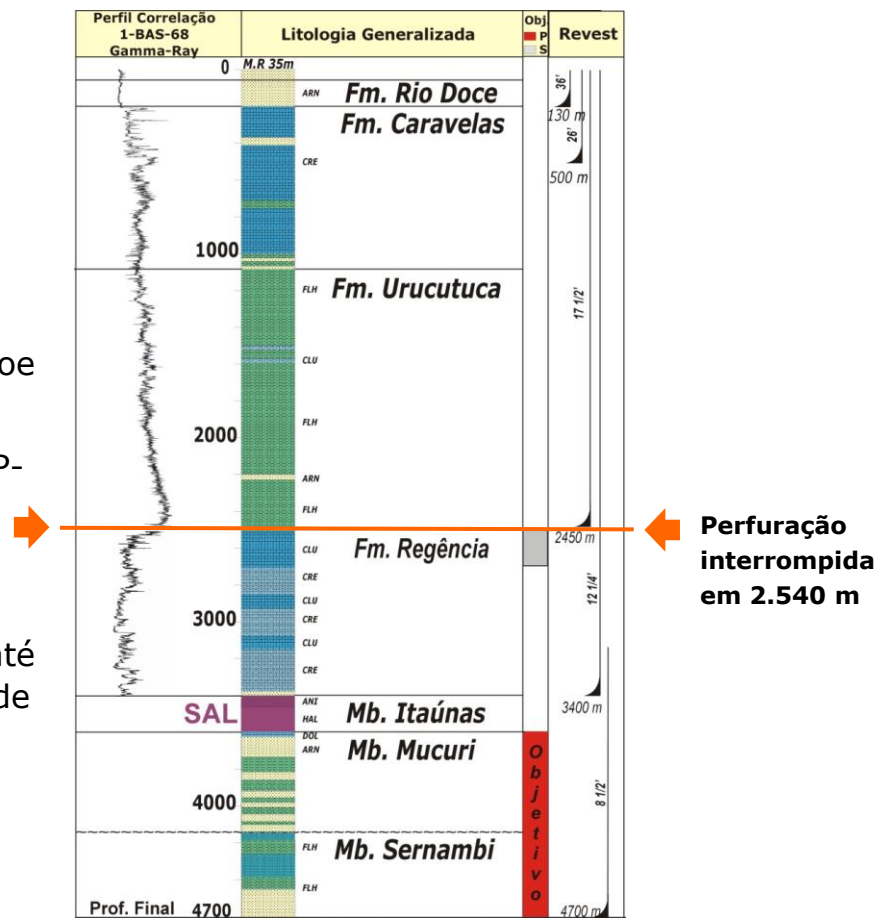 Perfil Correlação
1-BAS-68
Gamma-Ray
Litologia Generalizada
Obj.
P
S
Revest
0
M.R 35m
ARN
Fm. Rio Doce
36'
130 m
Fm. Caravelas
26'
CRE
500 m
1000
FLH
Fm. Urucutuca
17 1/2'
CLU
FLH
2000
ARN
FLH
2450 m
Perfuração
interrompida
em 2.540 m
CLU
Fm. Regência
CRE
12 1/4'
CLU
3000
CRE
CLU
até
CRE
de
SAL
ANI
HAL
Mb. Itaúnas
3400 m
DOL
ARN
Mb. Mucuri
Objetivo
8 1/2'
4000
FLH
Mb. Sernambi
FLH
Prof. Final
4700
4700 m